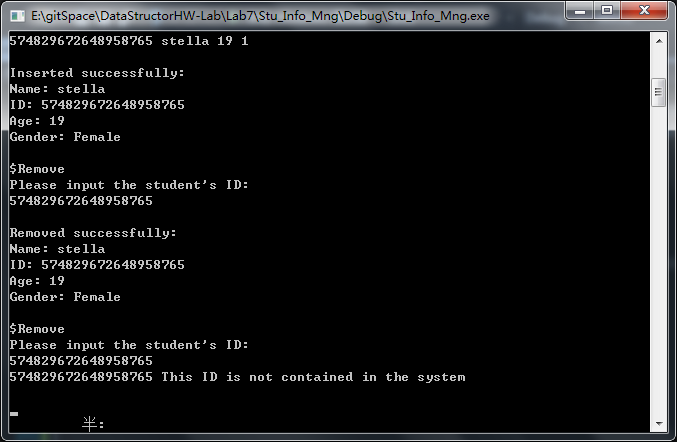 E:\gitSpace\DataStructorHW-Lab\Lab7\Stu_Info_Mng\Debug\Stu_Info_Mng.exe
574829672648958765 stella 19 1
Inserted successfully:
Name: stella
ID: 574829672648958765
Age: 19
Gender: Female
$Remove
Please input the student's ID:
574829672648958765
Removed successfully:
Name: stella
ID: 574829672648958765
Age: 19
Gender: Female
$Remove
Please input the student's ID:
574829672648958765
574829672648958765 This ID is not contained in the system
半: